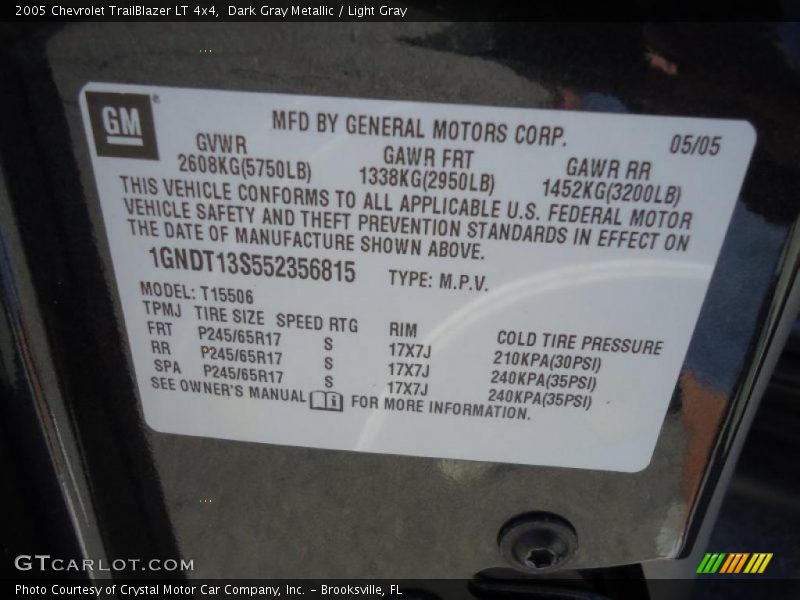 2005 Chevrolet TrailBlazer LT 4x4, Dark Gray Metallic / Light Gray
GM®
MFD BY GENERAL MOTORS CORP. 05/05
GVWR GAWR FRT GAWR RR
2608KG(5750LB) 1338KG(2950LB) 1452KG(3200LB)
THIS VEHICLE CONFORMS TO ALL APPLICABLE U.S. FEDERAL MOTOR
VEHICLE SAFETY AND THEFT PREVENTION STANDARDS IN EFFECT ON
THE DATE OF MANUFACTURE SHOWN ABOVE.
1GNDT13S552356815 TYPE: M.P.V.
MODEL: T15506
TPMJ TIRE SIZE SPEED RTG RIM COLD TIRE PRESSURE
FRT P245/65R17 S 17X7J 210KPA(30PSI)
RR P245/65R17 S 17X7J 240KPA(35PSI)
SPA P245/65R17 S 17X7J 240KPA(35PSI)
SEE OWNER'S MANUAL i FOR MORE INFORMATION.
GTCARLOT.COM
Photo Courtesy of Crystal Motor Car Company, Inc. - Brooksville, FL